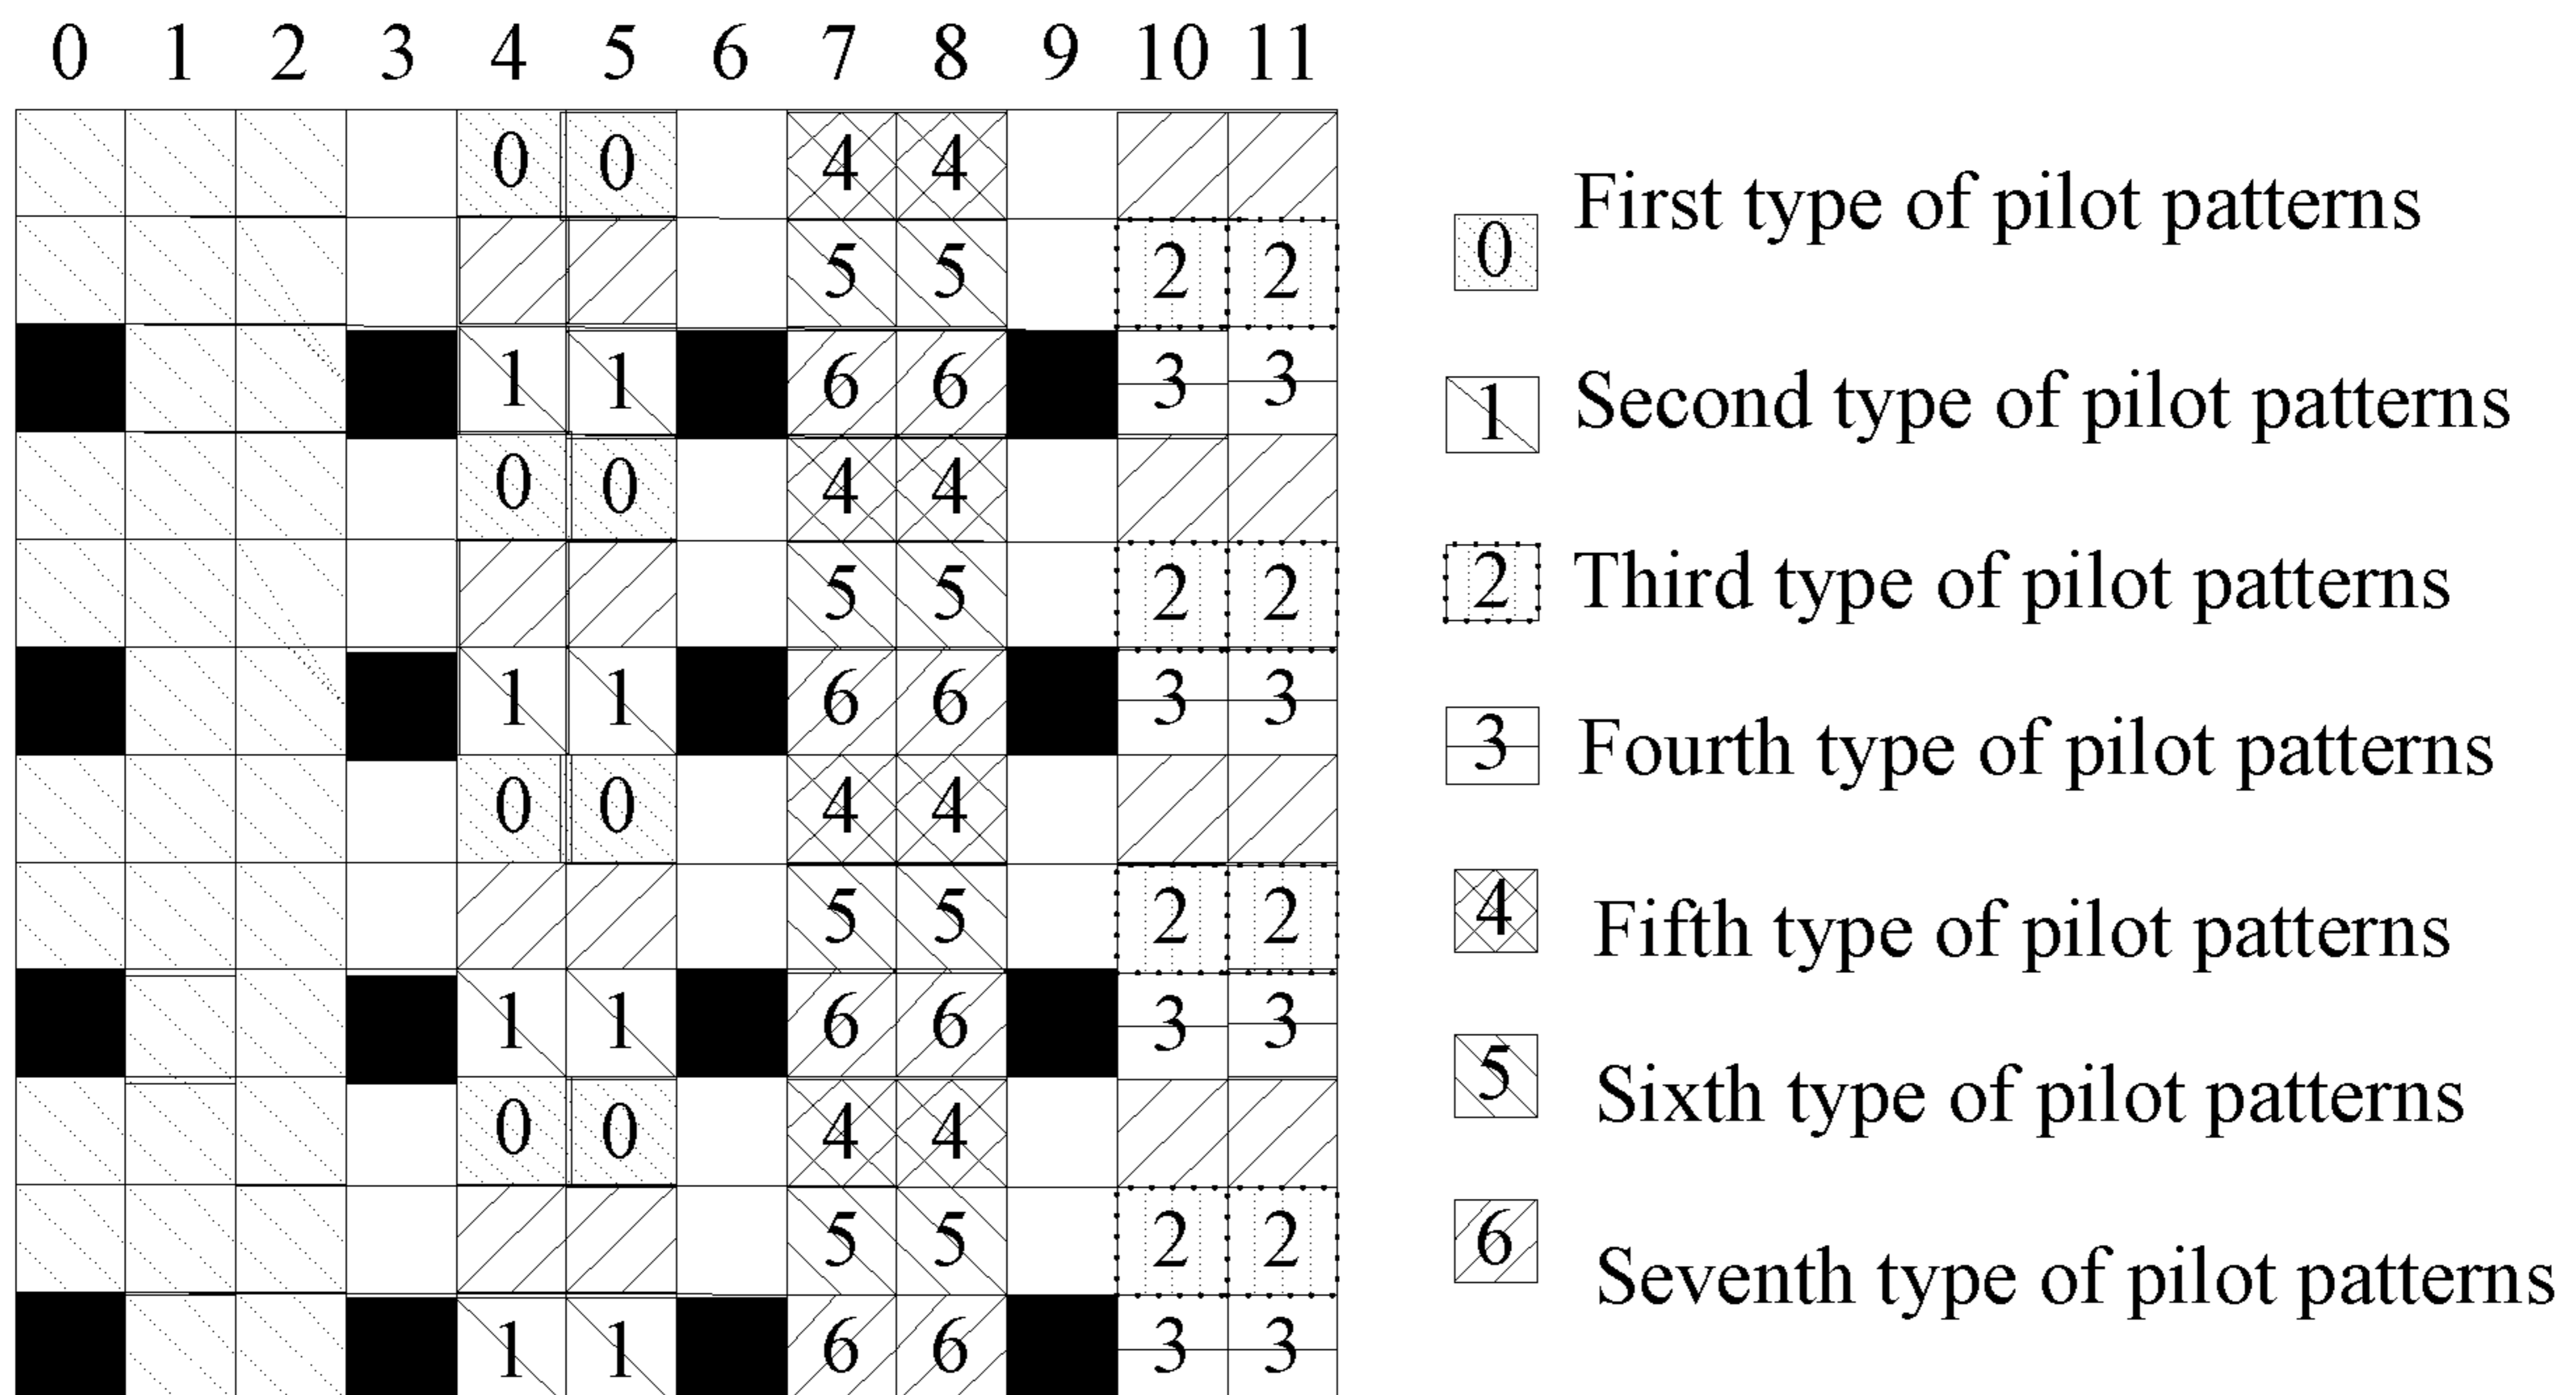 0 1 2 3 4 5 6 7 8 9 10 11
0 0 4 4
5 5 2 2
1 1 6 6 3 3
0 0 4 4
5 5 2 2
1 1 6 6 3 3
0 0 4 4
5 5 2 2
1 1 6 6 3 3
0 0 4 4
5 5 2 2
1 1 6 6 3 3
0 First type of pilot patterns
1 Second type of pilot patterns
2 Third type of pilot patterns
3 Fourth type of pilot patterns
4 Fifth type of pilot patterns
5 Sixth type of pilot patterns
6 Seventh type of pilot patterns